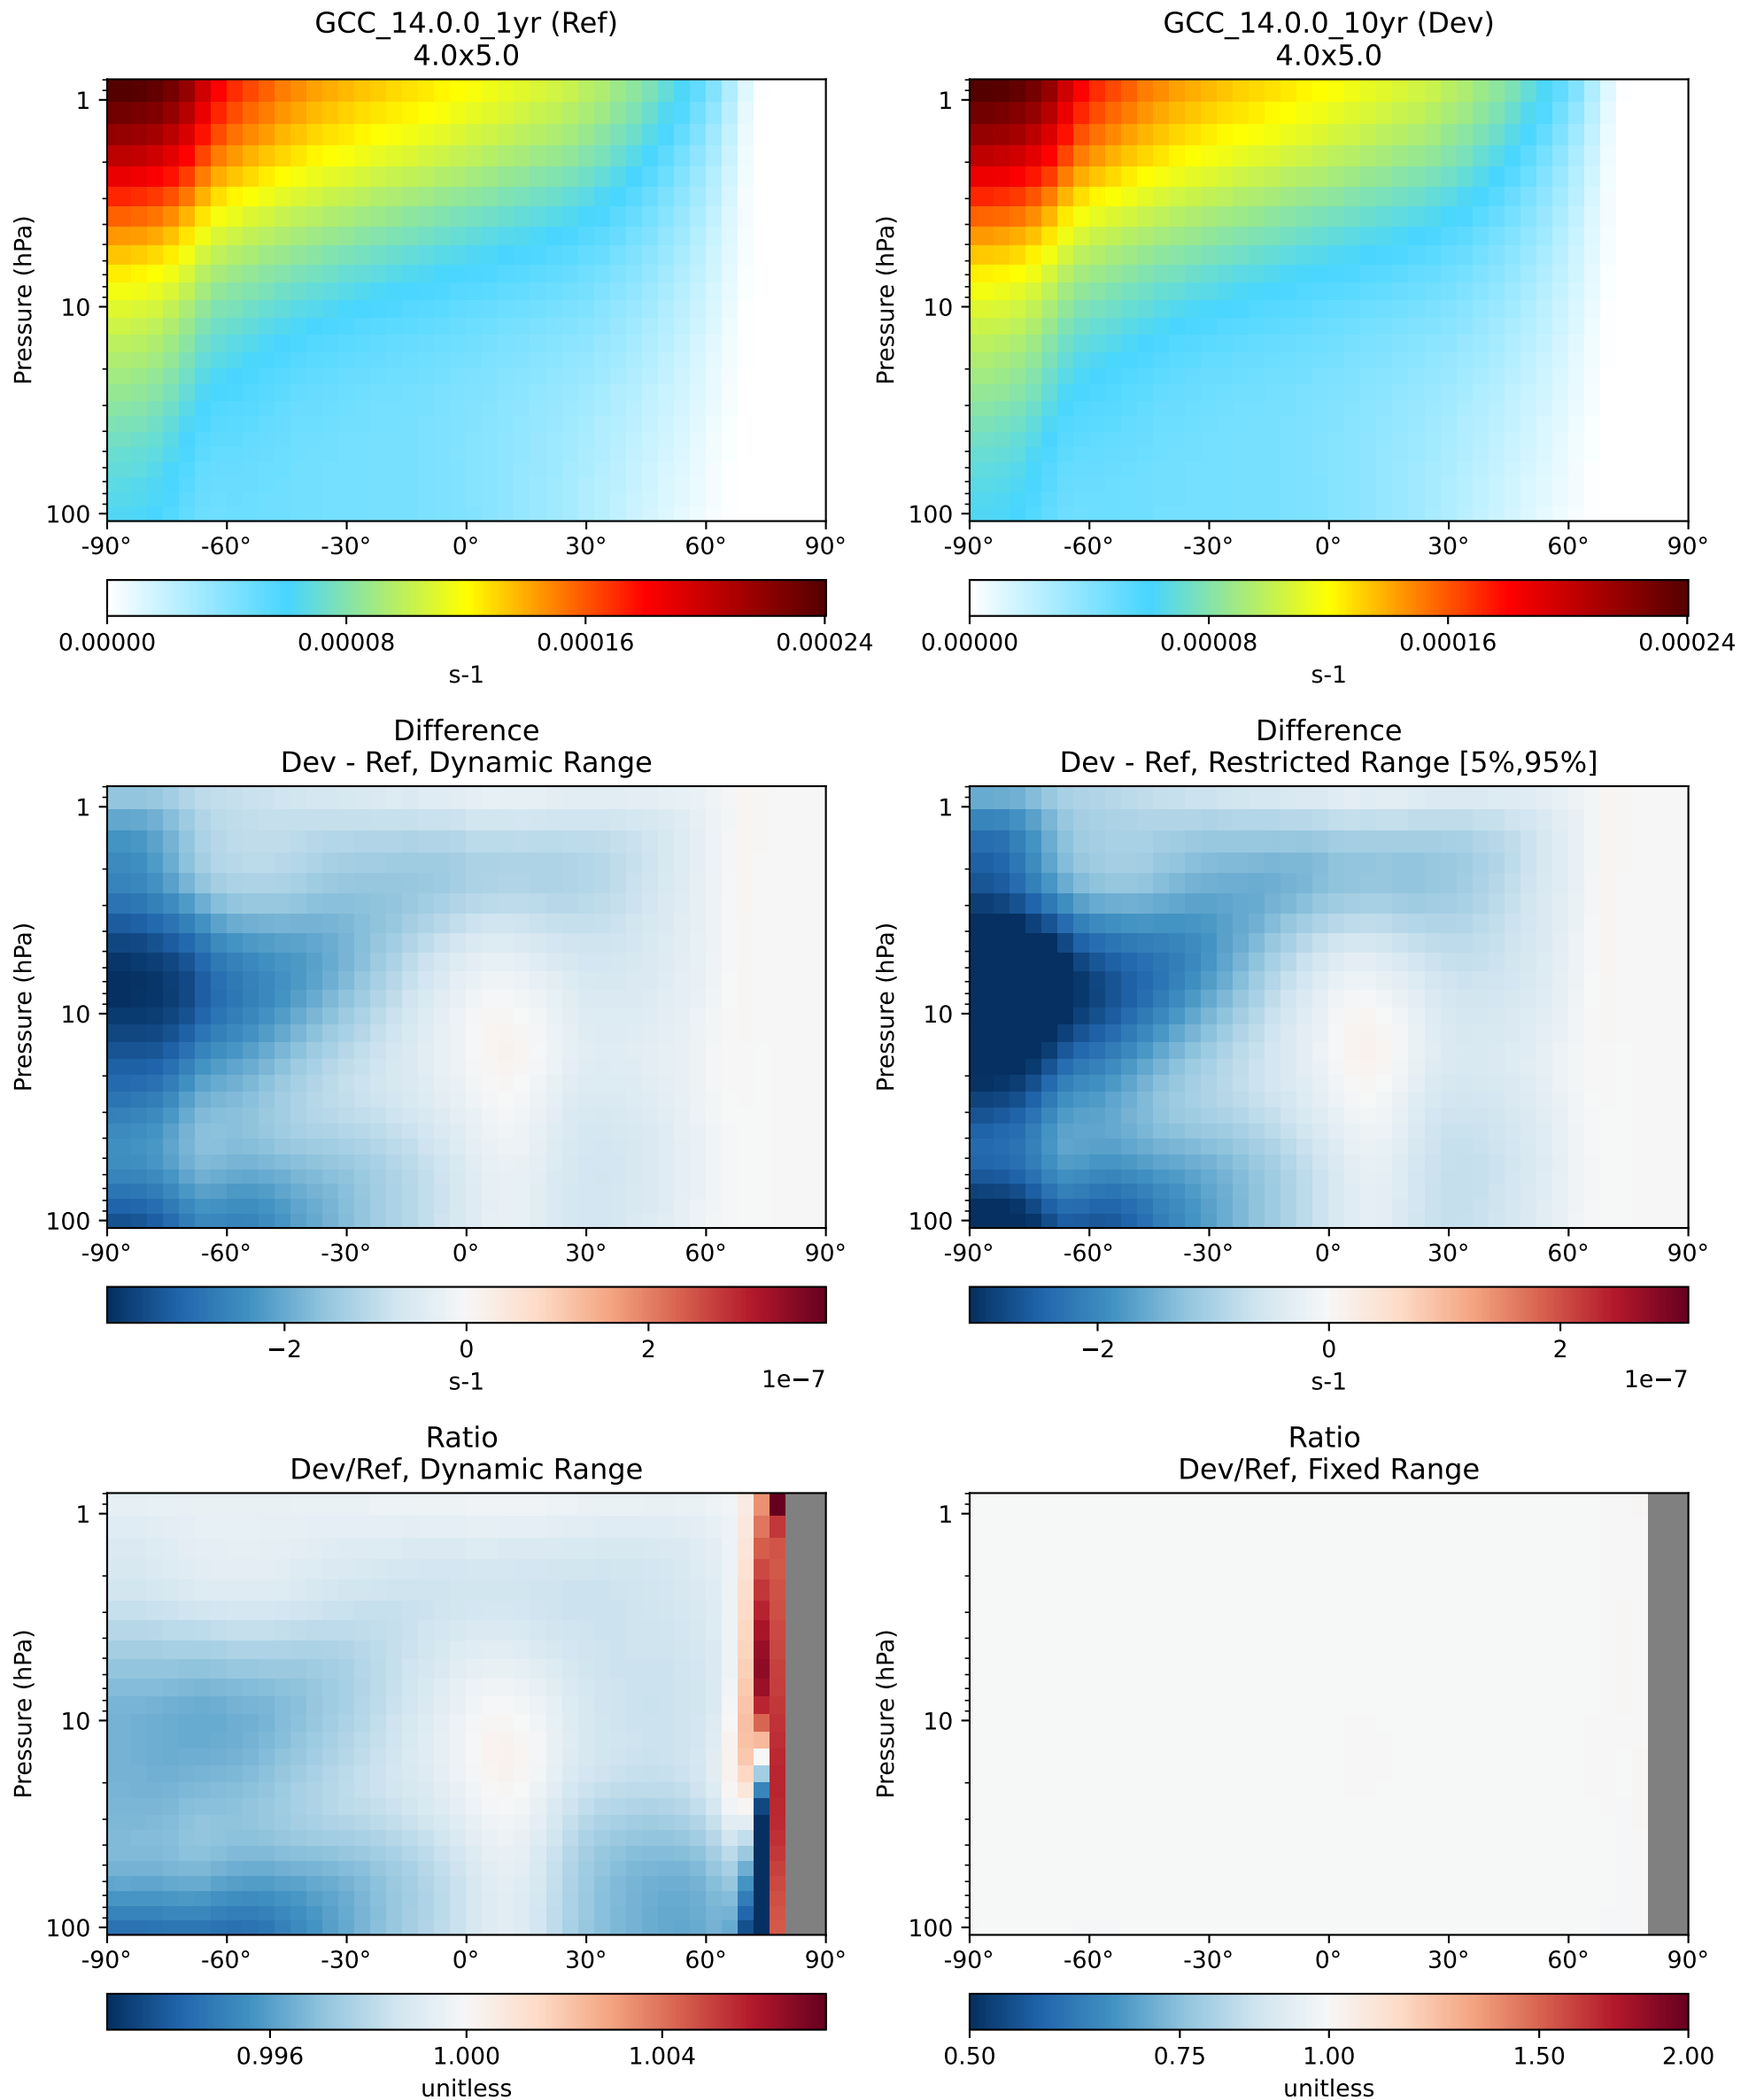 GCC_14.0.0_1yr (Ref)
4.0x5.0
GCC_14.0.0_10yr (Dev)
4.0x5.0
Pressure (hPa)
1
10
100
-90° -60° -30° 0° 30° 60° 90°
0.00000 0.00008 0.00016 0.00024
s-1
Pressure (hPa)
1
10
100
-90° -60° -30° 0° 30° 60° 90°
0.00000 0.00008 0.00016 0.00024
s-1
Difference
Dev - Ref, Dynamic Range
Pressure (hPa)
1
10
100
-90° -60° -30° 0° 30° 60° 90°
−2 0 2
1e−7
s-1
Difference
Dev - Ref, Restricted Range [5%,95%]
Pressure (hPa)
1
10
100
-90° -60° -30° 0° 30° 60° 90°
−2 0 2
1e−7
s-1
Ratio
Dev/Ref, Dynamic Range
Pressure (hPa)
1
10
100
-90° -60° -30° 0° 30° 60° 90°
0.996 1.000 1.004
unitless
Ratio
Dev/Ref, Fixed Range
Pressure (hPa)
1
10
100
-90° -60° -30° 0° 30° 60° 90°
0.50 0.75 1.00 1.50 2.00
unitless